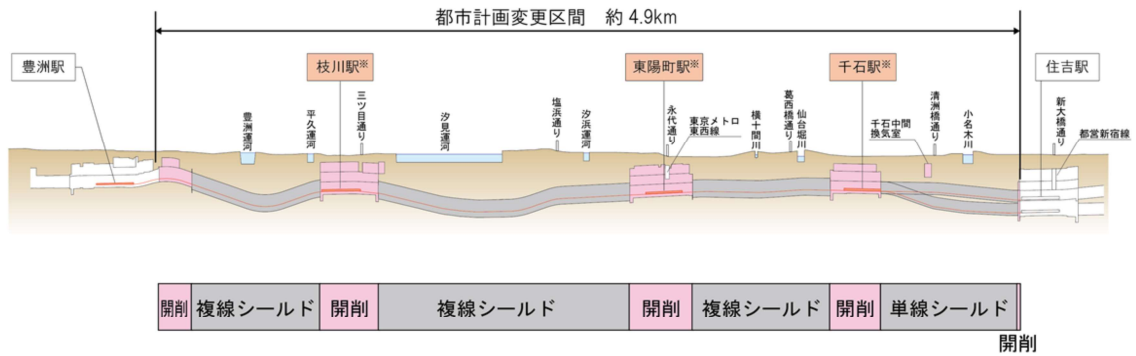 都市計画変更区間 約4.9km
豊洲駅
枝川駅※
東陽町駅※
千石駅※
住吉駅
豊洲運河
平久運河
三ツ目通り
汐見運河
塩浜通り
汐浜運河
永代通り
東京メトロ
東西線
横十間川
葛西橋通り
仙台堀川
千石中間
換気室
清洲橋通り
小名木川
新大橋通り
都営新宿線
開削
複線シールド
開削
複線シールド
開削
複線シールド
開削
単線シールド
開削